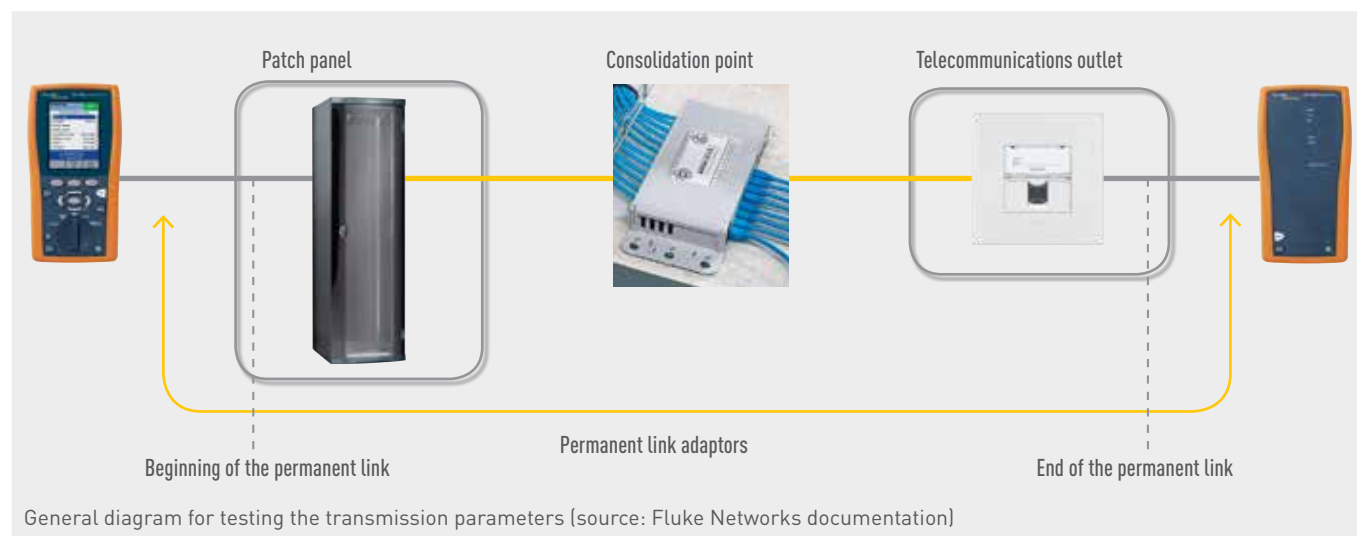 Patch panel
Consolidation point
Telecommunications outlet
Permanent link adaptors
Beginning of the permanent link
End of the permanent link
General diagram for testing the transmission parameters (source: Fluke Networks documentation)